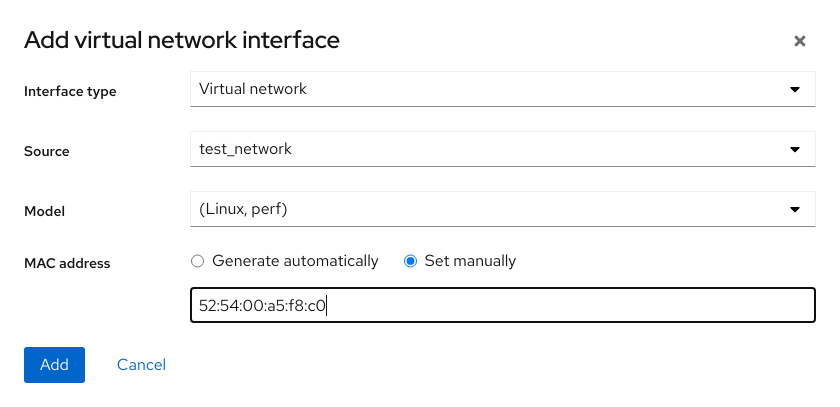 Add virtual network interface
Interface type Virtual network
Source test_network
Model (Linux, perf)
MAC address Generate automatically Set manually
52:54:00:a5:f8:c0
Add Cancel